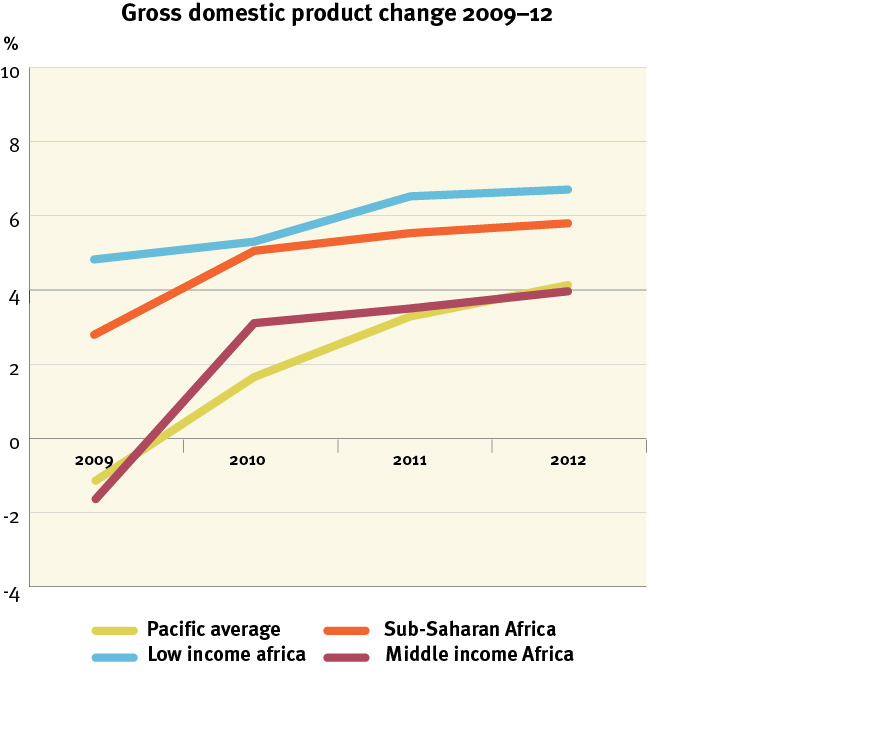 Gross domestic product change 2009–12
%
10
8
6
4
2
0
2009 2010 2011 2012
-2
-4
Pacific average Sub-Saharan Africa
Low income africa Middle income Africa